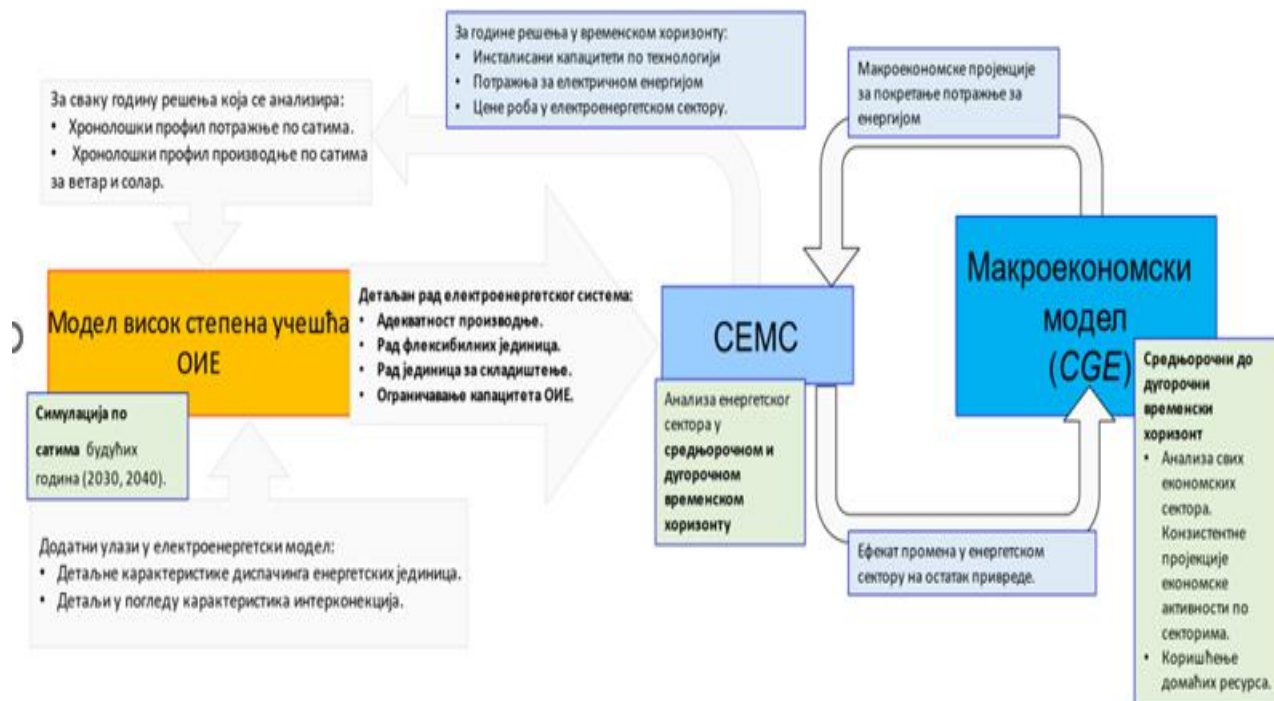 За године решења у временском хоризонту:
• Инсталисани капацитети по технологији
• Потражња за електричном енергијом
• Цене роба у електроенергетском сектору.
Макроекономске пројекције
за покретање потражње за
енергијом
За сваку годину решења која се анализира:
• Хронолошки профил потражње по сатима.
• Хронолошки профил производње по сатима
за ветар и солар.
Модел висок степена учешћа
ОИЕ
Симулација по
сатима будућих
година (2030, 2040).
Детаљан рад електроенергетског система:
• Адекватност производње.
• Рад флексибилних јединица.
• Рад јединица за складиштење.
• Ограничавање капацитета ОИЕ.
СЕМС
Анализа енергетског
сектора у
средњорочном и
дугорочном
временском
хоризонту
Макроекономски
модел
(CGE)
Средњорочни до
дугорочни
временски
хоризонт
• Анализа свих
економских
сектора.
Конзистентне
пројекције
економске
активности по
секторима.
• Коришћење
домаћих ресурса.
Додатни улази у електроенергетски модел:
• Детаљне карактеристике диспачинга енергетских јединица.
• Детаљи у погледу карактеристика интерконекција.
Ефекат промена у енергетском
сектору на остатак привреде.